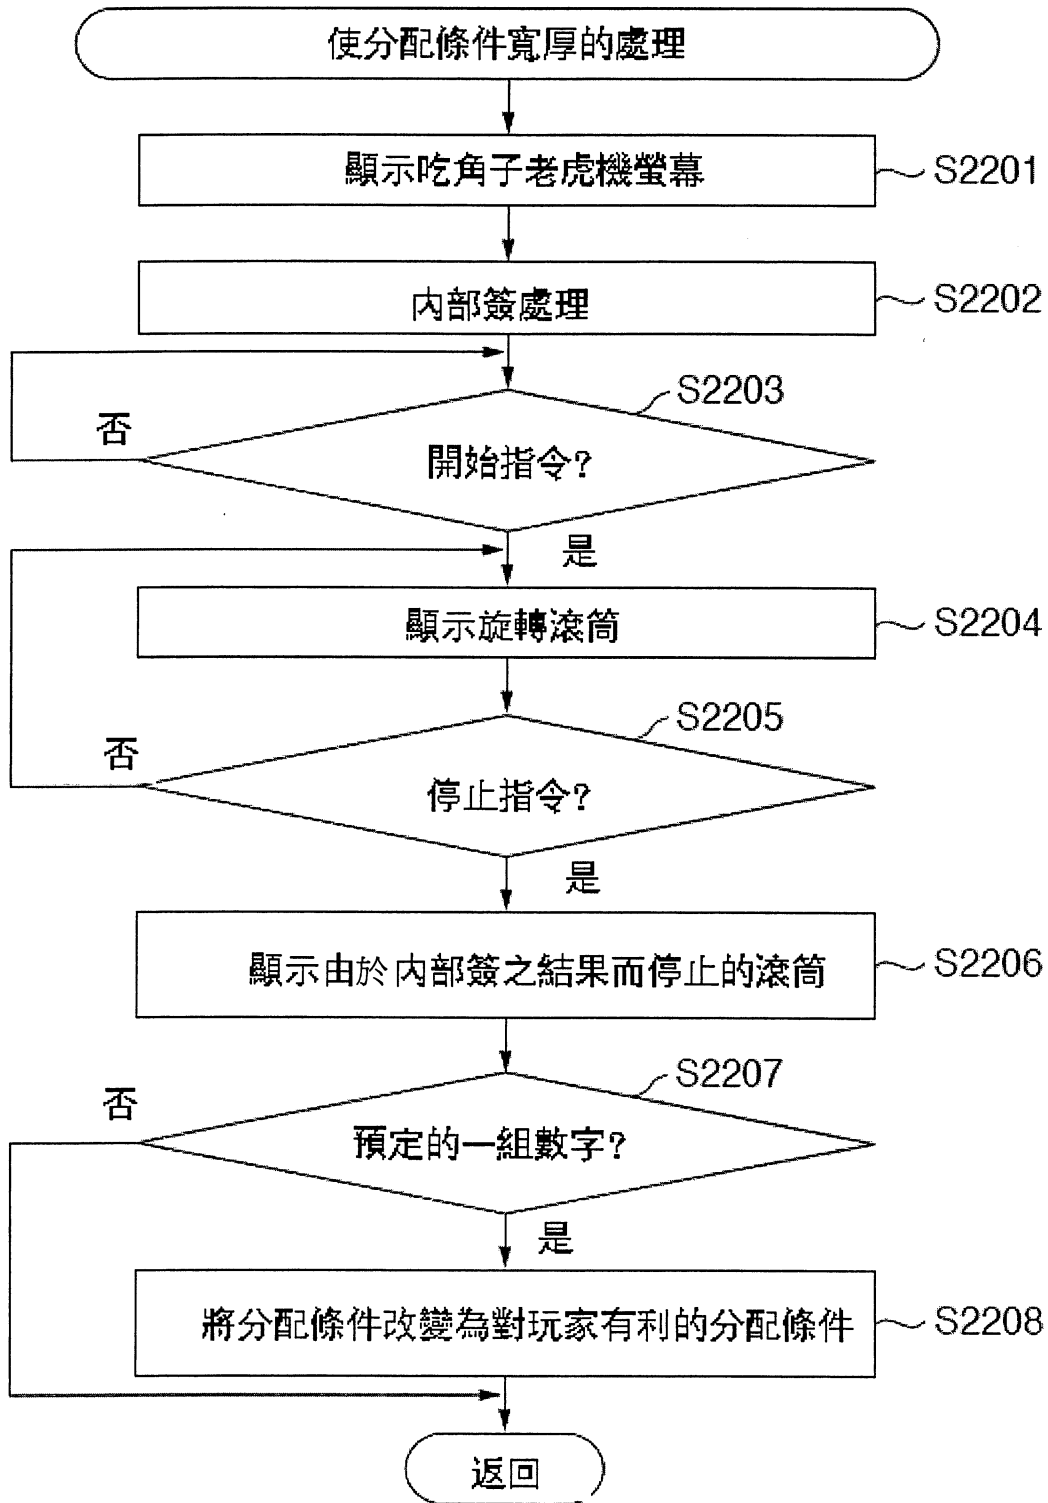 使分配條件寬厚的處理
顯示吃角子老虎機螢幕
S2201
內部簽處理
S2202
S2203
否
開始指令?
是
顯示旋轉滾筒
S2204
S2205
否
停止指令?
是
顯示由於內部簽之結果而停止的滾筒
S2206
S2207
否
預定的一組數字?
是
將分配條件改變為對玩家有利的分配條件
S2208
返回